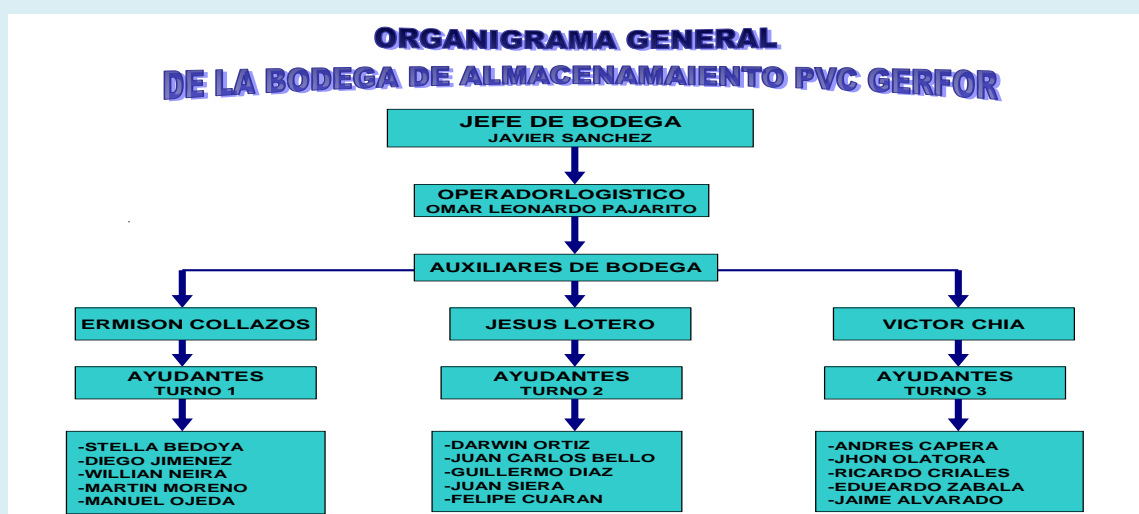 ORGANIGRAMA GENERAL
DE LA BODEGA DE ALMACENAMAIENTO PVC GERFOR
JEFE DE BODEGA
JAVIER SANCHEZ
OPERADORLOGISTICO
OMAR LEONARDO PAJARITO
AUXILIARES DE BODEGA
ERMISON COLLAZOS
AYUDANTES
TURNO 1
-STELLA BEDOYA
-DIEGO JIMENEZ
-WILLIAN NEIRA
-MARTIN MORENO
-MANUEL OJEDA
JESUS LOTERO
AYUDANTES
TURNO 2
-DARWIN ORTIZ
-JUAN CARLOS BELLO
-GUILLERMO DIAZ
-JUAN SIERA
-FELIPE CUARAN
VICTOR CHIA
AYUDANTES
TURNO 3
-ANDRES CAPERA
-JHON OLATORA
-RICARDO CRIALES
-EDUEARDO ZABALA
-JAIME ALVARADO